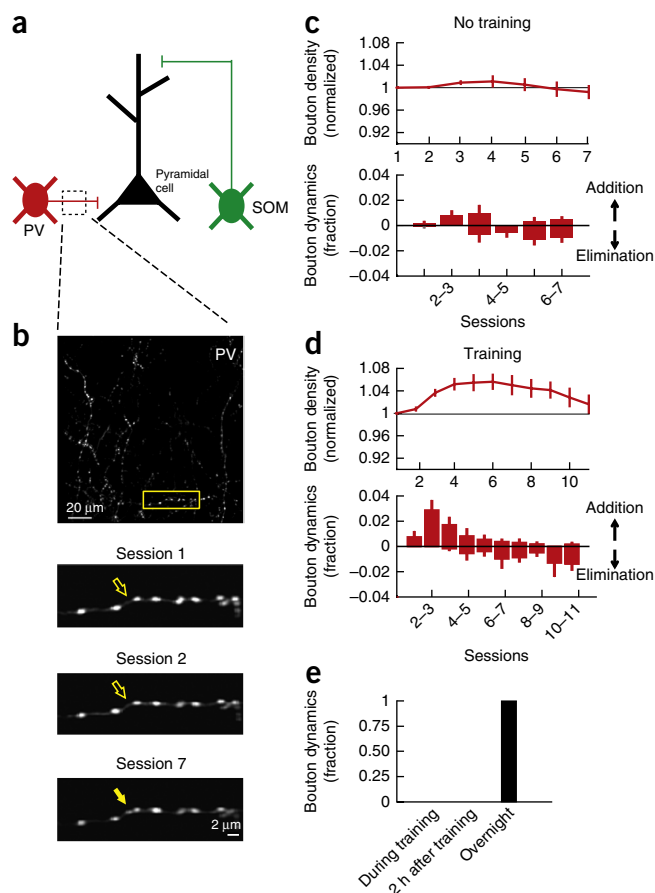 a
Pyramidal
cell
PV
SOM
b
PV
20 μm
Session 1
Session 2
Session 7
2 μm
c
No training
Bouton density
(normalized)
1.08
1.04
1
0.96
0.92
1 2 3 4 5 6 7
Bouton dynamics
(fraction)
0.04
0.02
0
−0.02
−0.04
Addition
Elimination
2–3 4–5 6–7
Sessions
d
Training
Bouton density
(normalized)
1.08
1.04
1
0.96
0.92
2 4 6 8 10
Bouton dynamics
(fraction)
0.04
0.02
0
−0.02
−0.04
Addition
Elimination
2–3 4–5 6–7 8–9 10–11
Sessions
e
Bouton dynamics
(fraction)
1
0.75
0.50
0.25
0
During training
2 h after training
Overnight